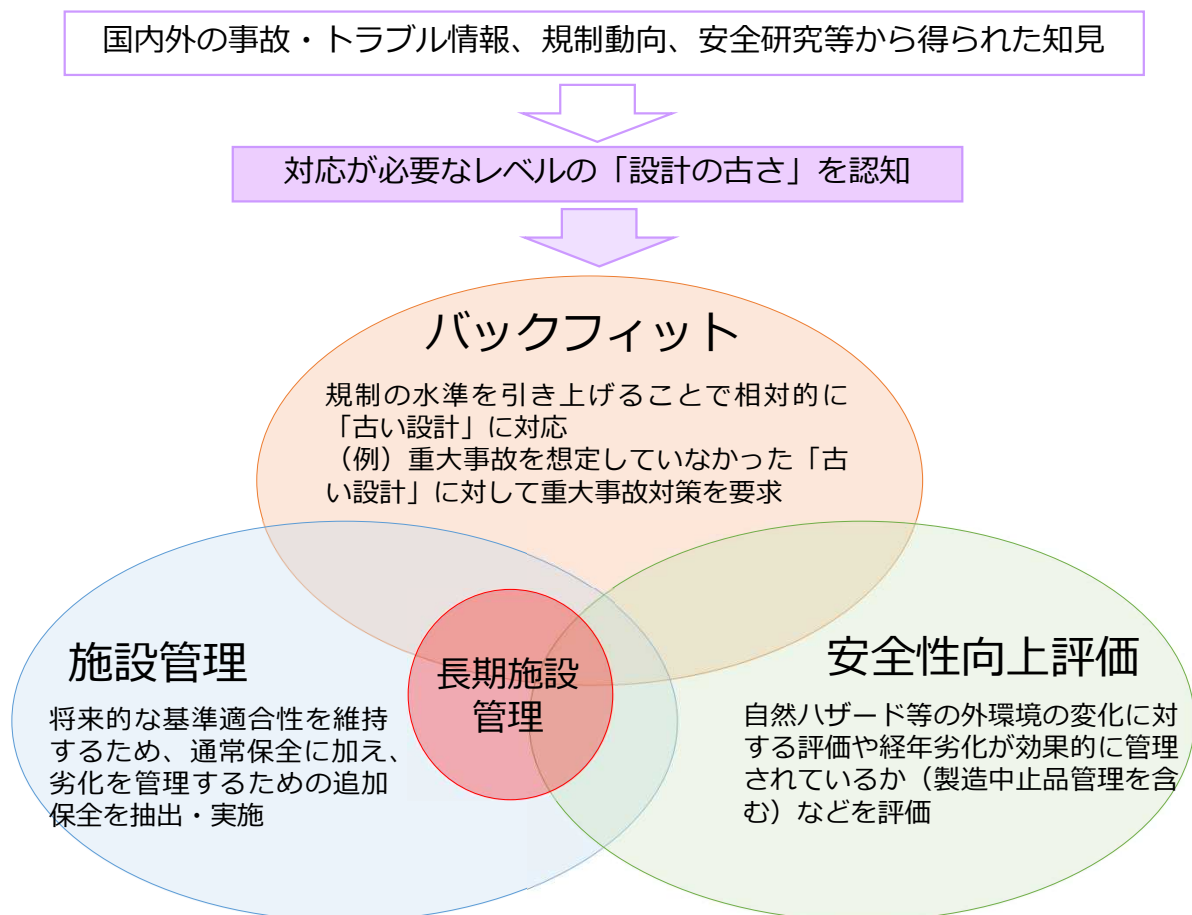 国内外の事故・トラブル情報、規制動向、安全研究等から得られた知見
対応が必要なレベルの「設計の古さ」を認知
バックフィット
規制の水準を引き上げることで相対的に
「古い設計」に対応
（例）重大事故を想定していなかった「古
い設計」に対して重大事故対策を要求
施設管理
将来的な基準適合性を維持
するため、通常保全に加え、
劣化を管理するための追加
保全を抽出・実施
長期施設
管理
安全性向上評価
自然ハザード等の外環境の変化に対
する評価や経年劣化が効果的に管理
されているか（製造中止品管理を含
む）などを評価